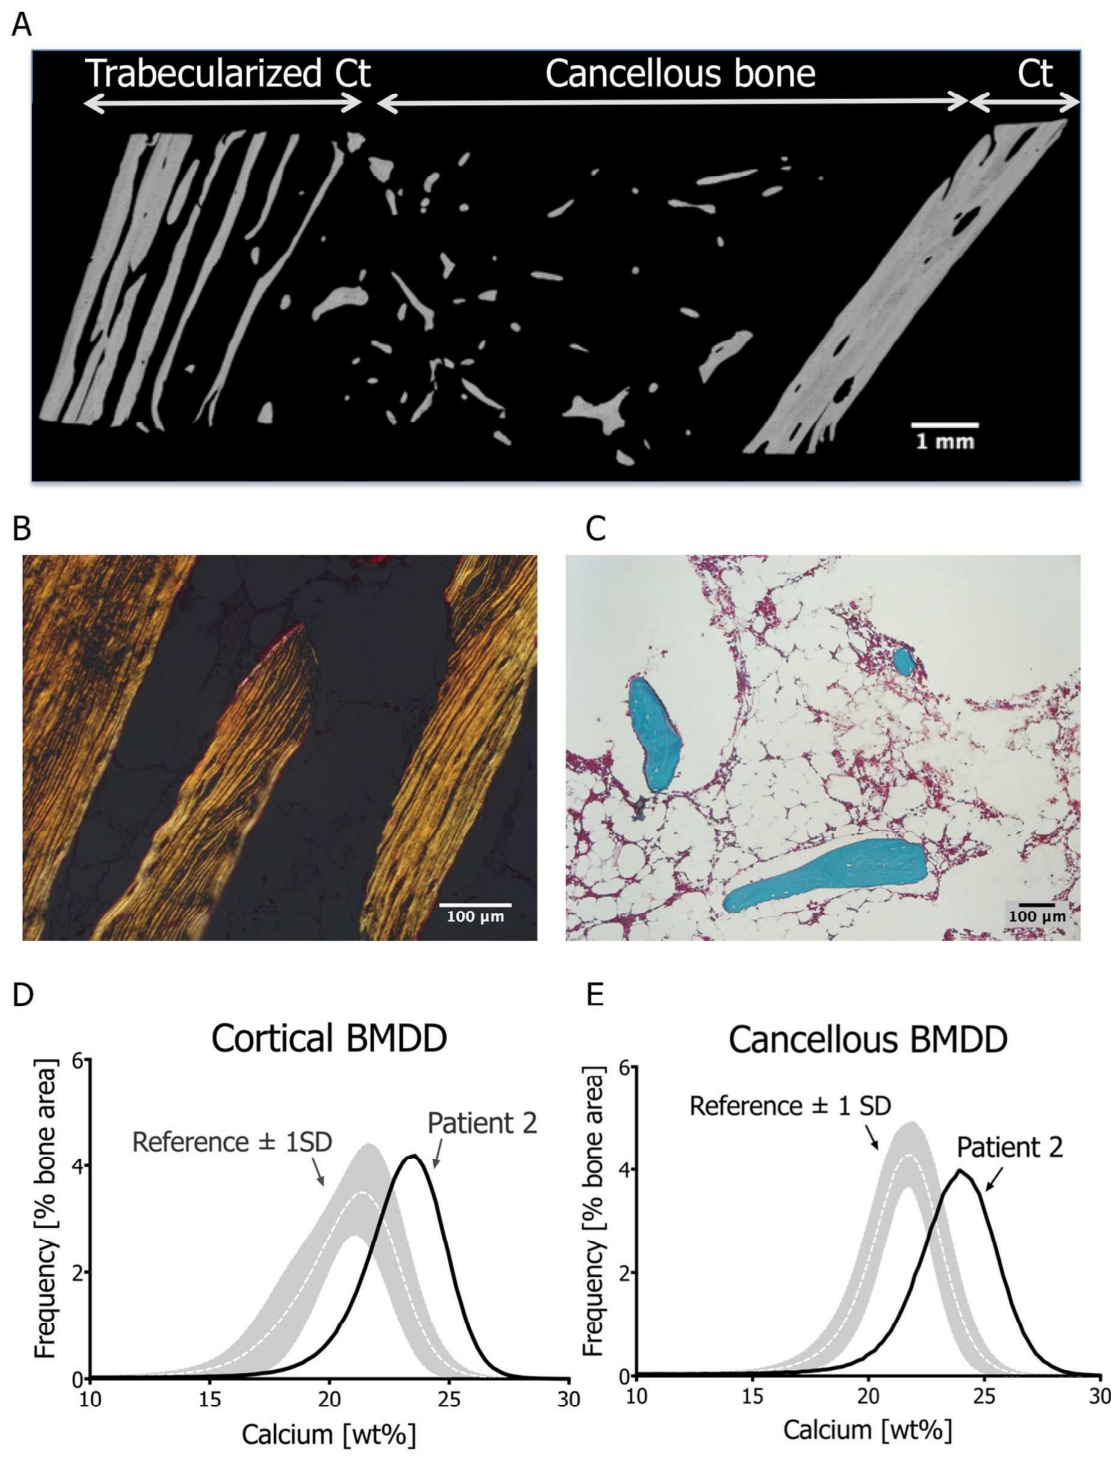 A
Trabecularized Ct
Cancellous bone
Ct
1 mm
B
C
100 µm
100 µm
D
E
Cortical BMDD
Frequency [% bone area]
6
4
2
0
Reference ± 1SD
Patient 2
10
15
20
25
30
Calcium [wt%]
Cancellous BMDD
Frequency [% bone area]
6
4
2
0
Reference ± 1 SD
Patient 2
10
15
20
25
30
Calcium [wt%]